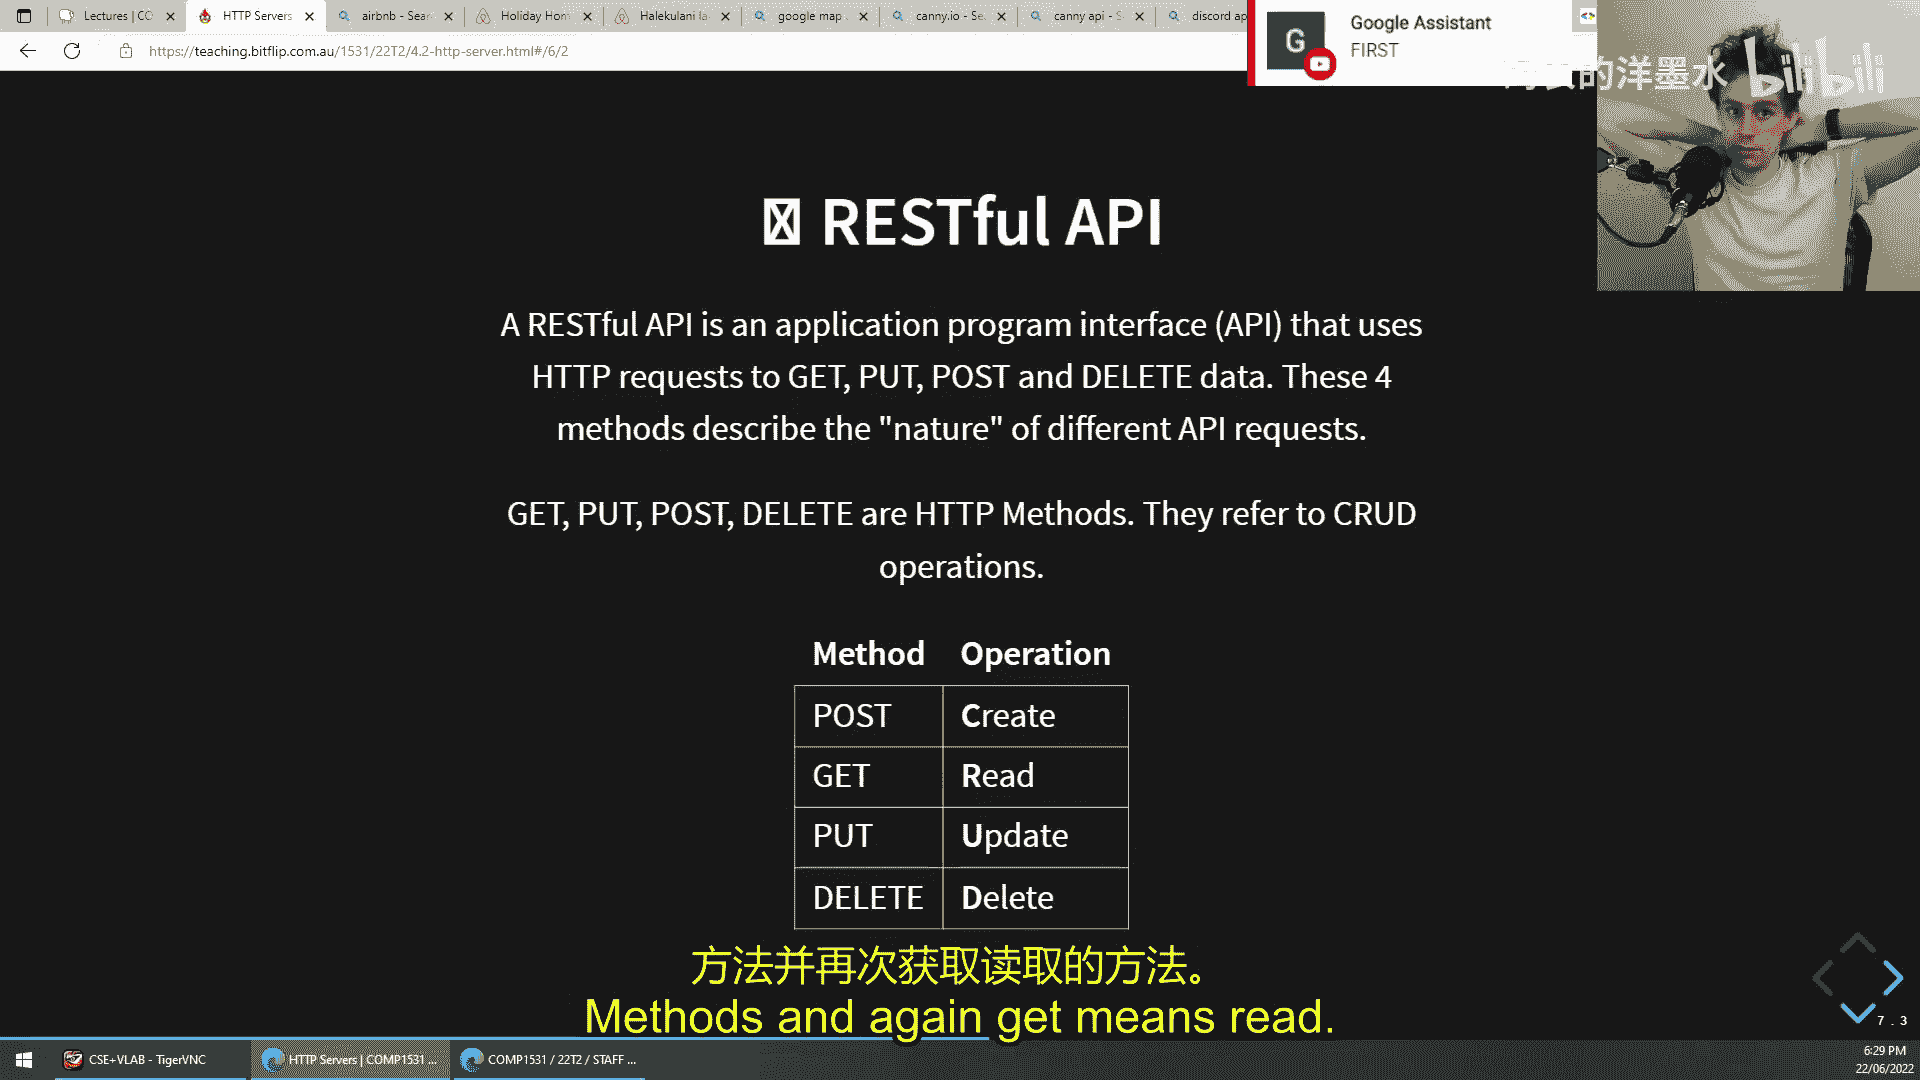 Lectures | CO
HTTP Servers
airbnb - Sear
Holiday Hom
Halekulani la
google map
canny.io - Se
canny api - S
discord ap
https://teaching.bitflip.com.au/1531/22T2/4.2-http-server.html#/6/2
G
Google Assistant
FIRST
的洋墨水
bilibili
RESTful API
A RESTful API is an application program interface (API) that uses
HTTP requests to GET, PUT, POST and DELETE data. These 4
methods describe the "nature" of different API requests.
GET, PUT, POST, DELETE are HTTP Methods. They refer to CRUD
operations.
Method Operation
POST Create
GET Read
PUT Update
DELETE Delete
方法并再次获取读取的方法。
Methods and again get means read.
7.3
CSE+VLAB - TigerVNC
HTTP Servers | COMP1531 ...
COMP1531 / 22T2 / STAFF ...
6:29 PM
22/06/2022